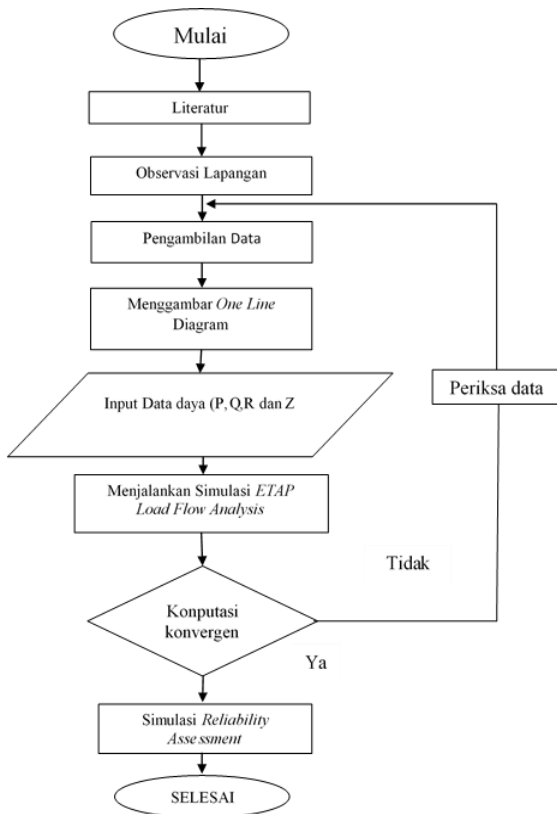 Mulai
Literatur
Observasi Lapangan
Pengambilan Data
Menggambar One Line
Diagram
Input Data daya (P, Q,R dan Z
Periksa data
Menjalankan Simulasi ETAP
Load Flow Analysis
Tidak
Konputasi
konvergen
Ya
Simulasi Reliability
Assessment
SELESAI